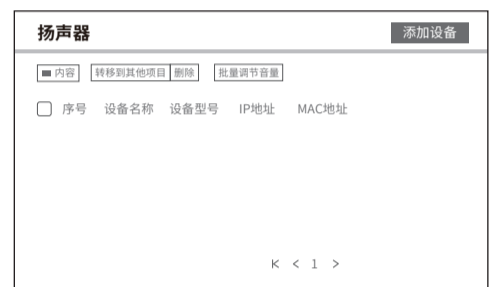 扬声器 添加设备
内容 转移到其他项目 删除 批量调节音量
序号 设备名称 设备型号 IP地址 MAC地址
K < 1 >